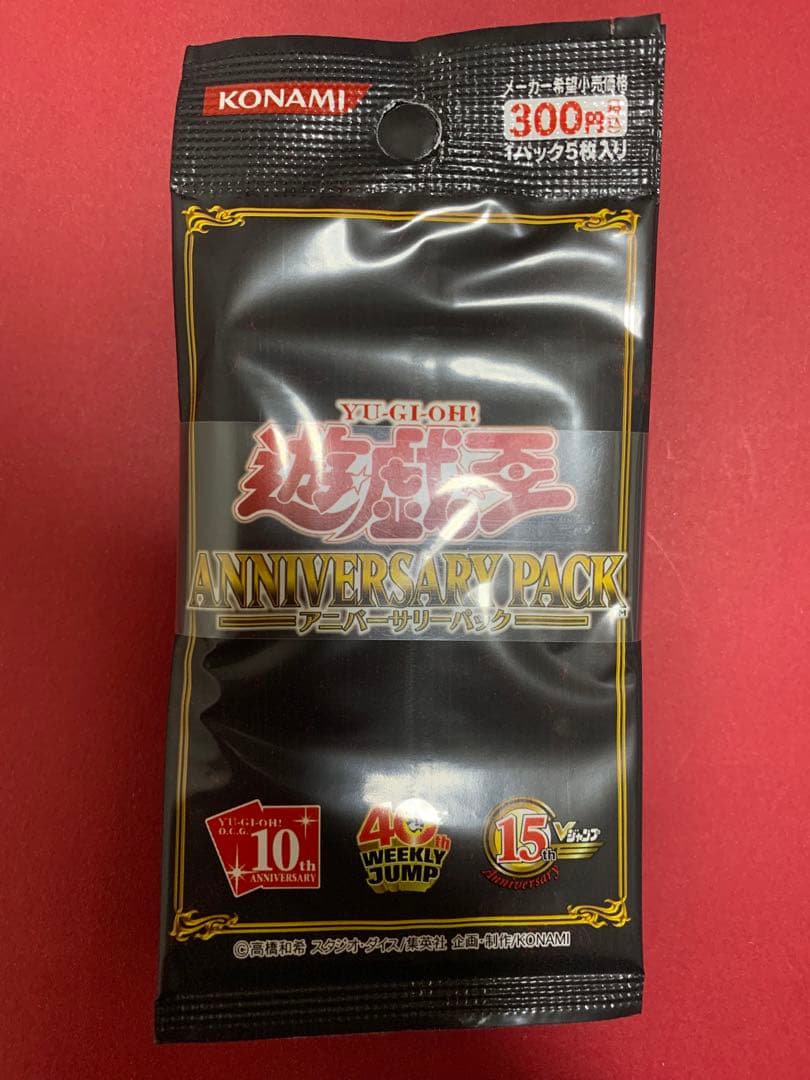 KONAMI
メーカー希望小売価格
300円税込
1パック5枚入り
YU-GI-OH!
遊戯王
ANNIVERSARY PACK
アニバーサリーパック
YU-GI-OH!
O.C.G.
10th
ANNIVERSARY
40th
WEEKLY
JUMP
15th
Anniversary
Vジャンプ
©高橋和希 スタジオ・ダイス/集英社 企画・制作/KONAMI